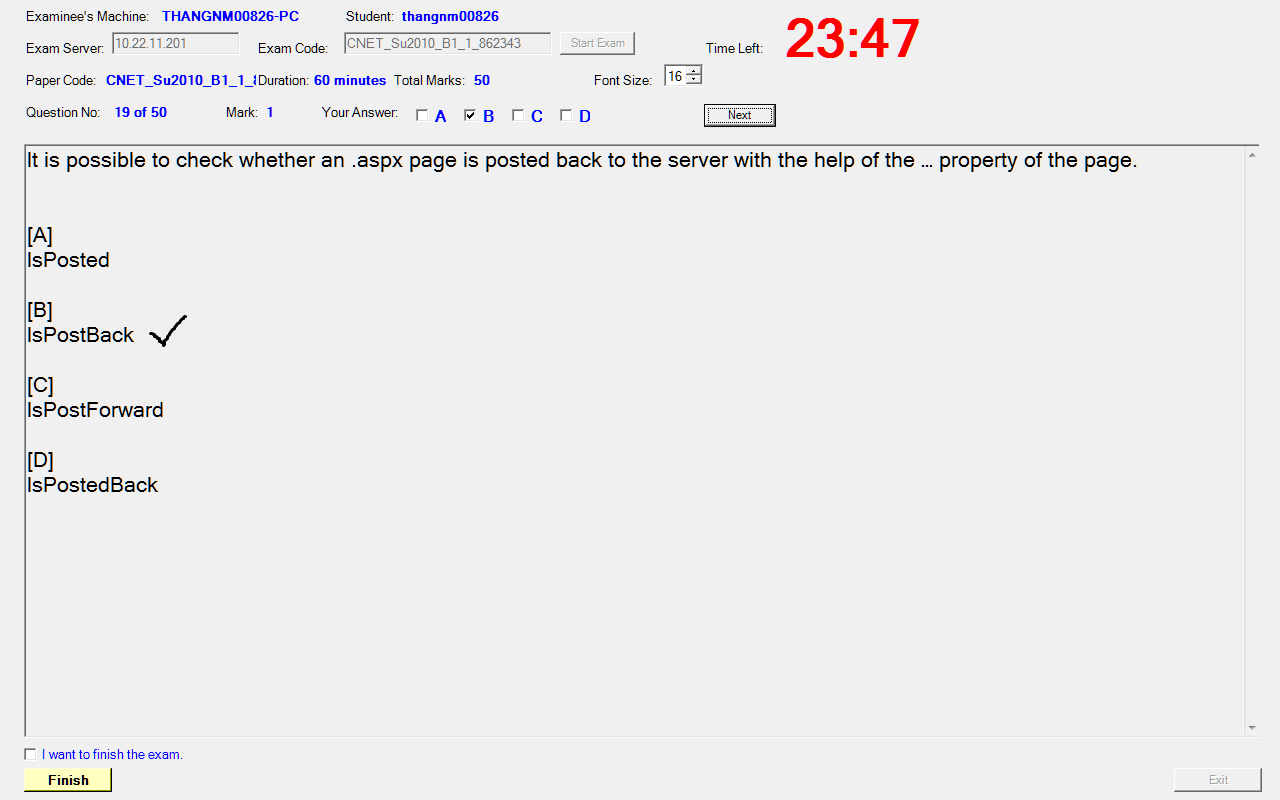 Examinee's Machine: THANGNM00826-PC Student: thangnm00826
Exam Server: 10.22.11.201 Exam Code: CNET_Su2010_B1_1_862343 Start Exam Time Left: 23:47
Paper Code: CNET_Su2010_B1_1_ Duration: 60 minutes Total Marks: 50 Font Size: 16
Question No: 19 of 50 Mark: 1 Your Answer: A B C D Next
It is possible to check whether an .aspx page is posted back to the server with the help of the ... property of the page.
[A]
IsPosted
[B]
IsPostBack
[C]
IsPostForward
[D]
IsPostedBack
I want to finish the exam.
Finish Exit